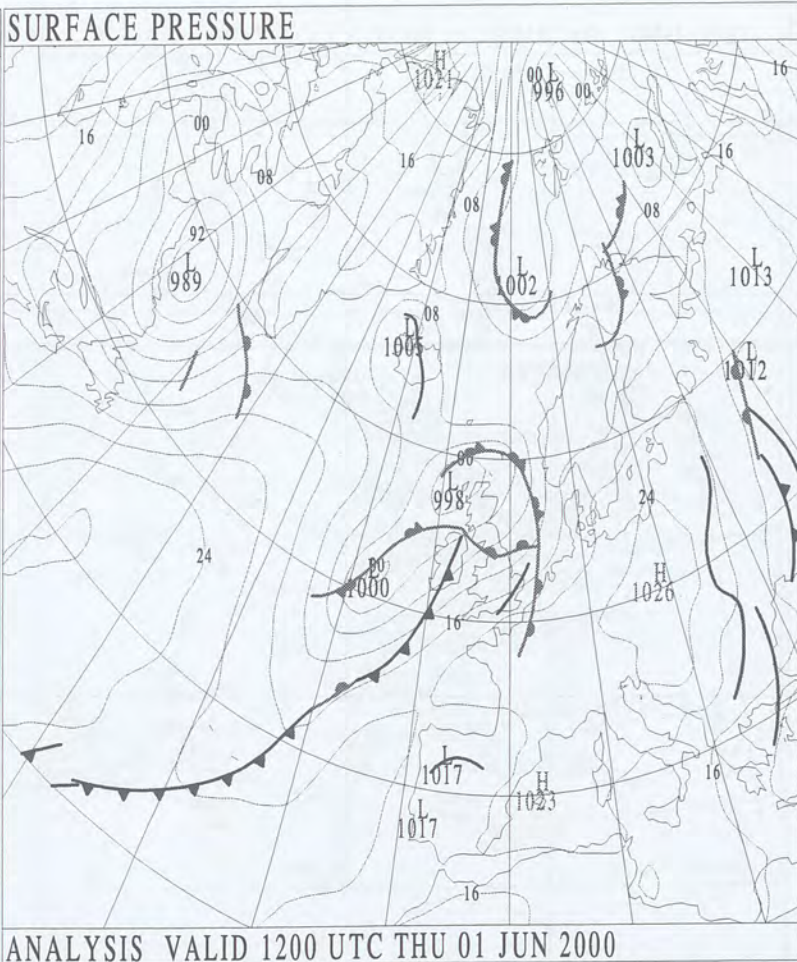 SURFACE PRESSURE
H
1021
L
00
996
00
16
16
00
L
1003
16
16
08
08
08
92
L
989
L
1002
L
1013
08
L
1005
L
1012
00
L
998
24
24
00
L
1000
H
1026
16
L
1017
16
H
1023
L
1017
16
ANALYSIS VALID 1200 UTC THU 01 JUN 2000